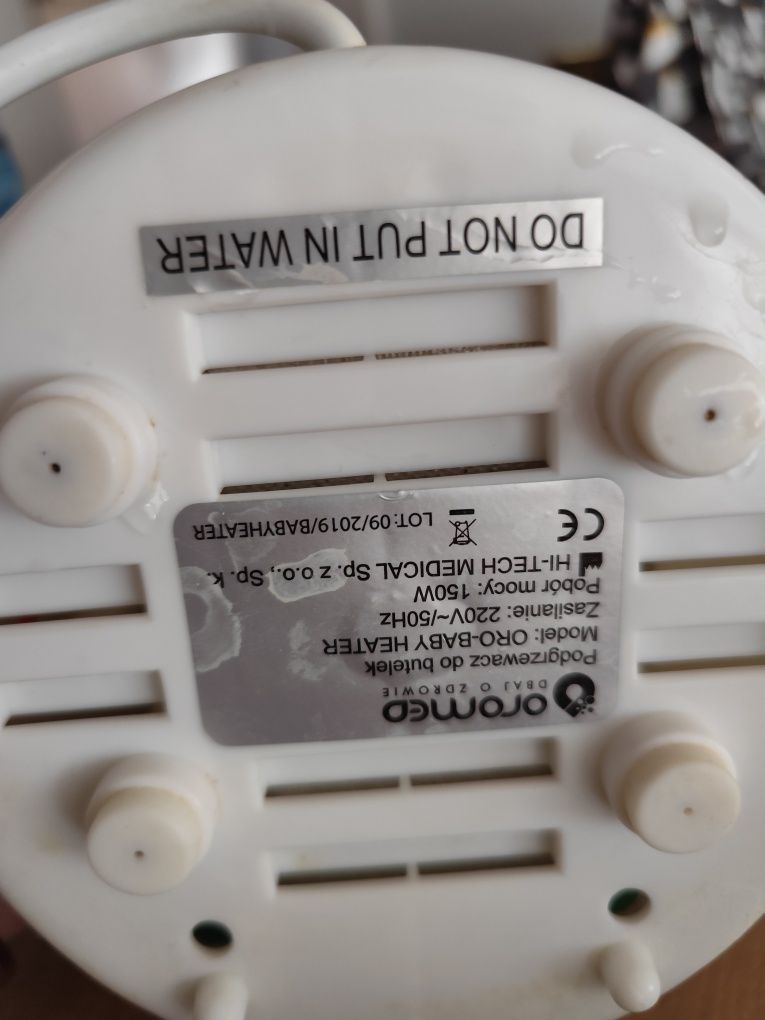 oromed
DBAJ O ZDROWIE
Podgrzewacz do butelek
Model: ORO-BABY HEATER
Zasilanie: 220V~/50Hz
Pobór mocy: 150W
HI-TECH MEDICAL Sp. z o.o., Sp. k.
CE
LOT: 09/2019/BABYHEATER
DO NOT PUT IN WATER